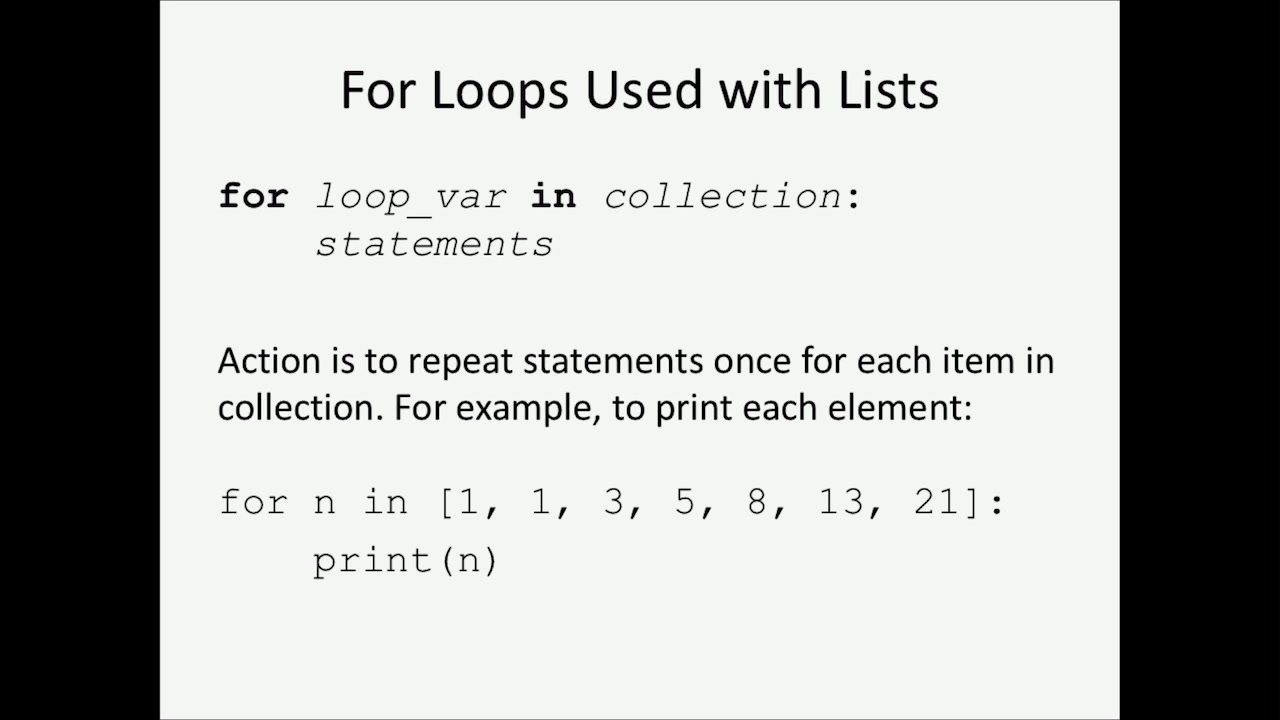 For Loops Used with Lists
for loop_var in collection:
    statements
Action is to repeat statements once for each item in
collection. For example, to print each element:
for n in [1, 1, 3, 5, 8, 13, 21]:
    print(n)